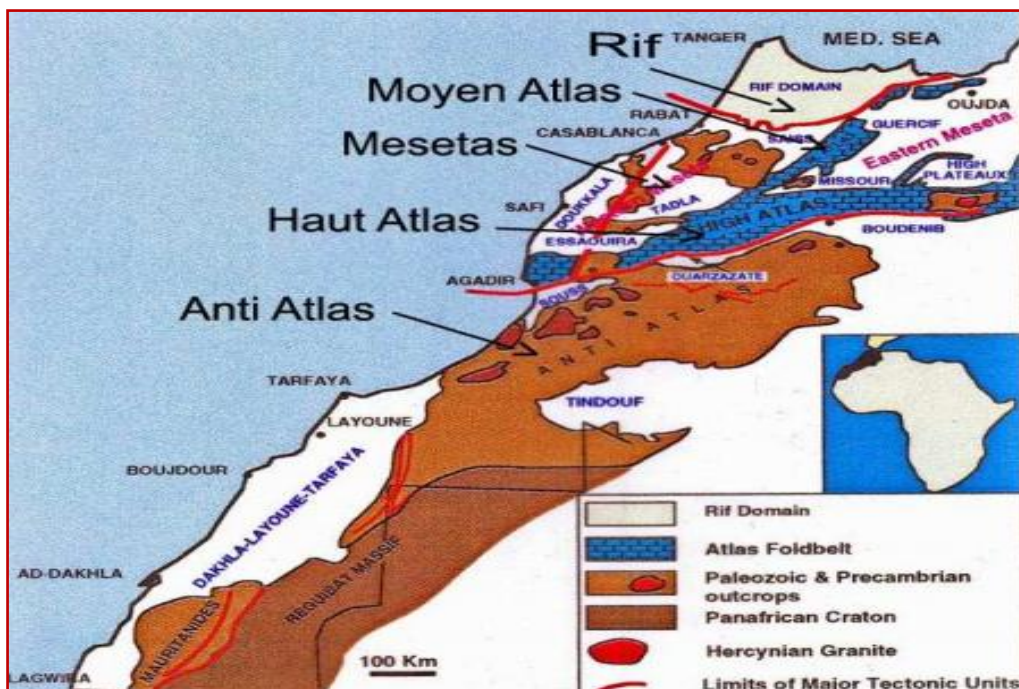 Rif
TANGER
MED. SEA
Moyen Atlas
RIF DOMAIN
OUJDA
RABAT
GUERCIF
CASABLANCA
Eastern Meseta
Mesetas
HIGH
PLATEAUX
MISSOUR
DOUKKALA
TADLA
SAFI
Haut Atlas
HIGH ATLAS
ESSAOUIRA
BOUDENIB
AGADIR
OUARZAZATE
SOUSS
Anti Atlas
ANTI ATLAS
TARFAYA
TINDOUF
LAYOUNE
BOUJDOUR
DAKHLA-LAYOUNE-TARFAYA
AD-DAKHLA
REGUIBAT MASSIF
MAURITANIDES
LAGWIRA
100 Km
Rif Domain
Atlas Foldbelt
Paleozoic & Precambrian
outcrops
Panafrican Craton
Hercynian Granite
Limits of Major Tectonic Units